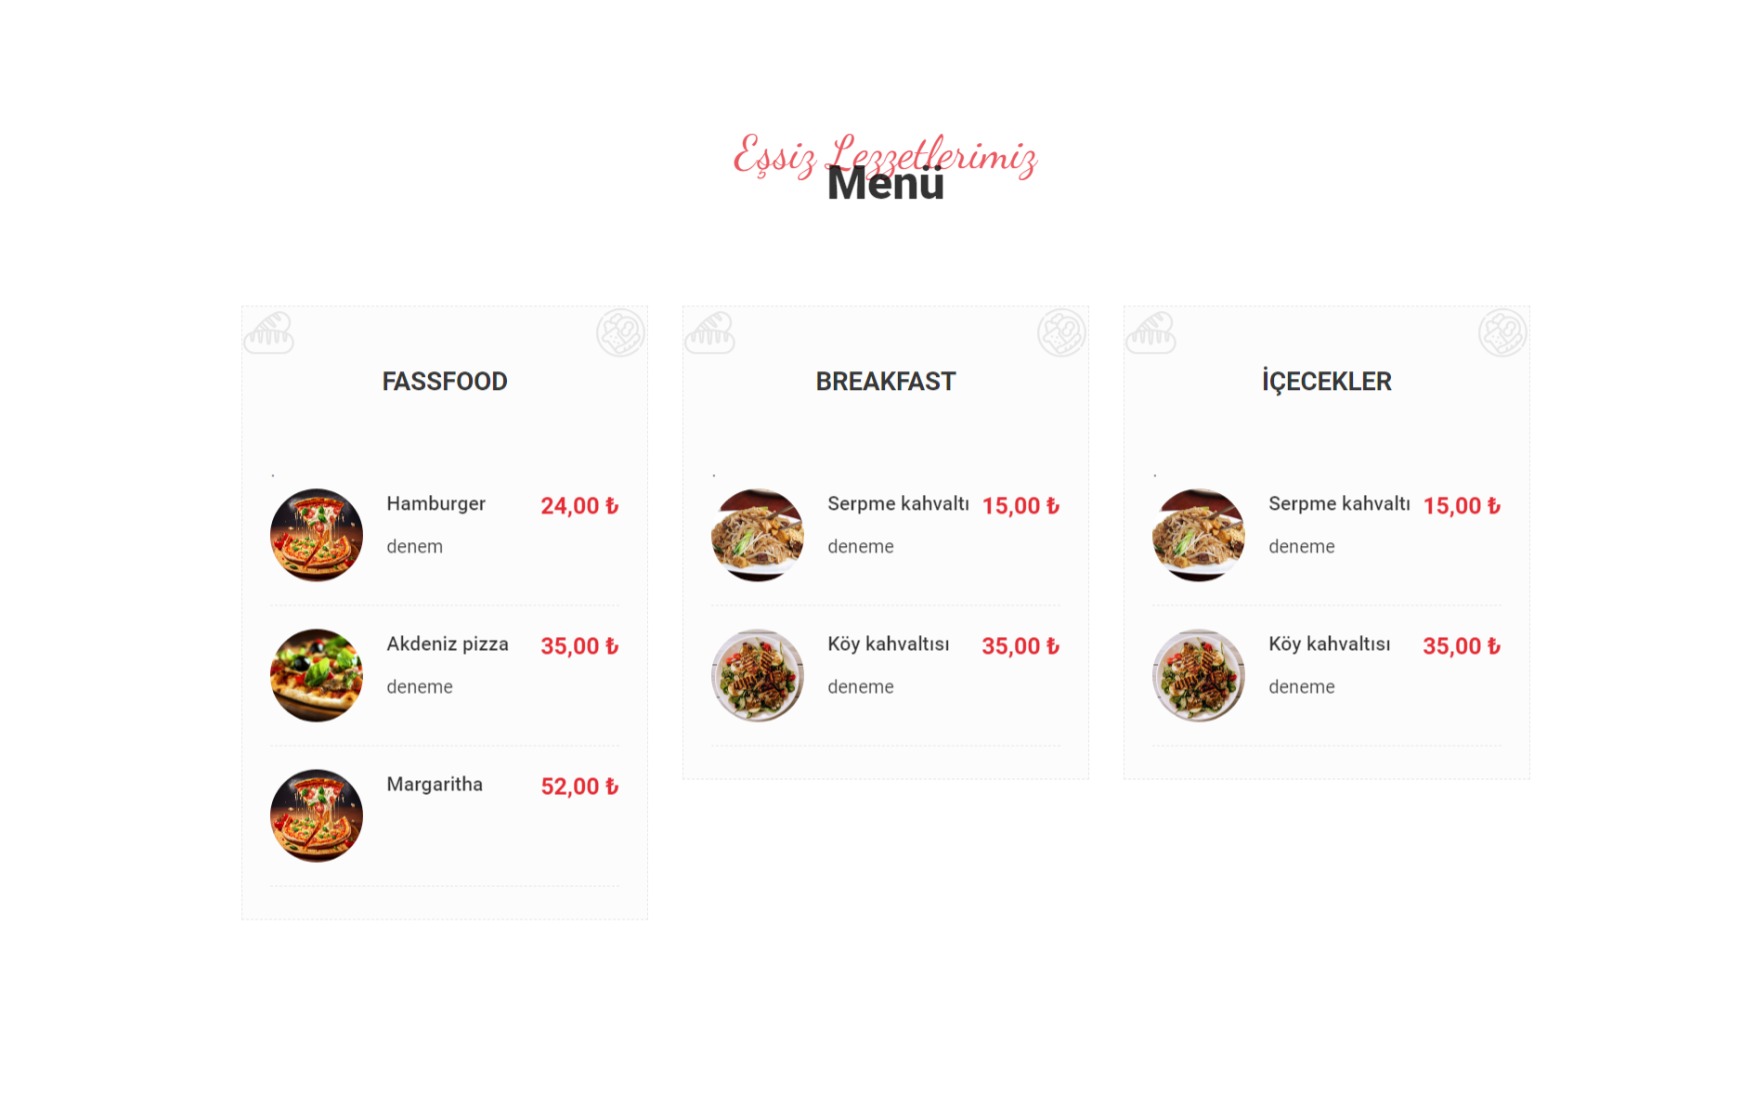 Eşsiz Lezzetlerimiz
Menü
FASSFOOD
.
Hamburger 24,00 ₺
denem
Akdeniz pizza 35,00 ₺
deneme
Margaritha 52,00 ₺
BREAKFAST
.
Serpme kahvaltı 15,00 ₺
deneme
Köy kahvaltısı 35,00 ₺
deneme
İÇECEKLER
.
Serpme kahvaltı 15,00 ₺
deneme
Köy kahvaltısı 35,00 ₺
deneme